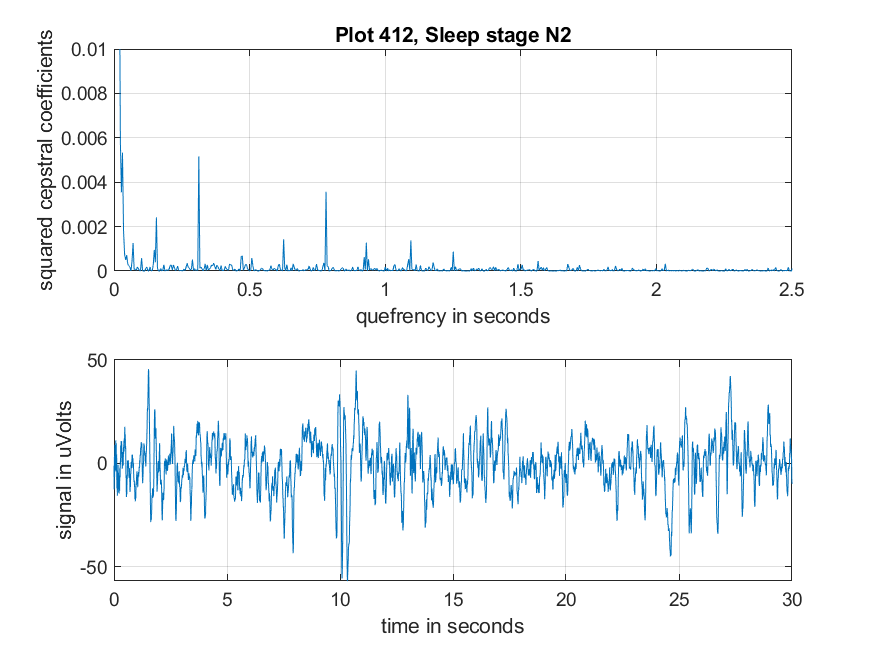 Plot 412, Sleep stage N2
squared cepstral coefficients
0.01
0.008
0.006
0.004
0.002
0
0 0.5 1 1.5 2 2.5
quefrency in seconds
signal in uVolts
50
0
-50
0 5 10 15 20 25 30
time in seconds